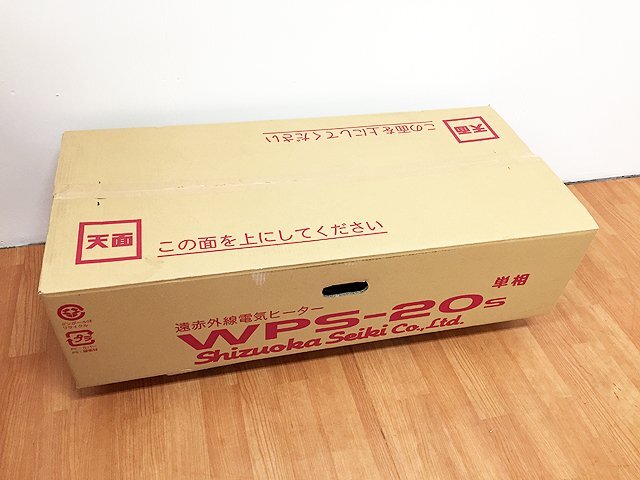 天面
この面を上にしてください
天面
この面を上にしてください
単相
遠赤外線電気ヒーター
WPS-20s
Shizuoka Seiki Co.,Ltd.